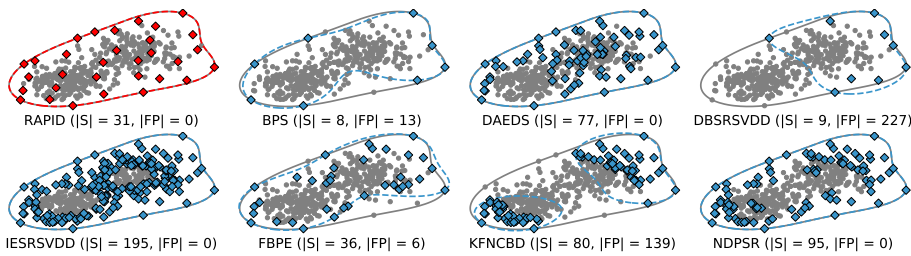 RAPID (|S| = 31, |FP| = 0)
BPS (|S| = 8, |FP| = 13)
DAEDS (|S| = 77, |FP| = 0)
DBSRSVDD (|S| = 9, |FP| = 227)
IESRSVDD (|S| = 195, |FP| = 0)
FBPE (|S| = 36, |FP| = 6)
KFNCBD (|S| = 80, |FP| = 139)
NDPSR (|S| = 95, |FP| = 0)